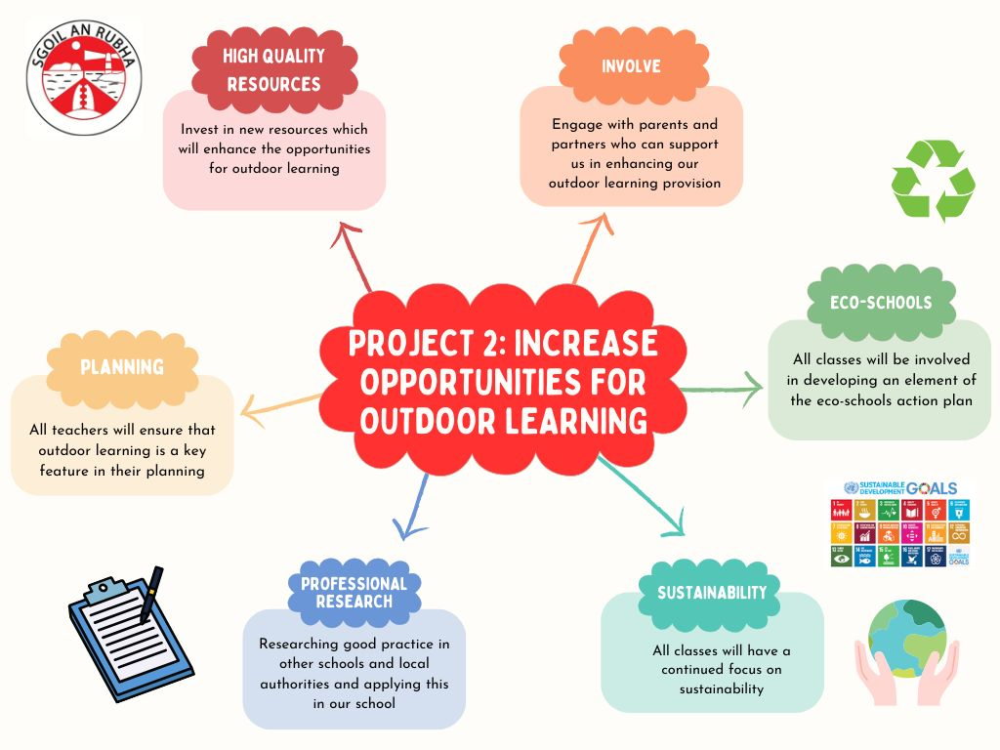 SGOIL AN RUBHA
HIGH QUALITY
RESOURCES
Invest in new resources which
will enhance the opportunities
for outdoor learning
INVOLVE
Engage with parents and
partners who can support
us in enhancing our
outdoor learning provision
ECO-SCHOOLS
All classes will be involved
in developing an element of
the eco-schools action plan
PROJECT 2: INCREASE
OPPORTUNITIES FOR
OUTDOOR LEARNING
PLANNING
All teachers will ensure that
outdoor learning is a key
feature in their planning
SUSTAINABLE
DEVELOPMENT
GOALS
PROFESSIONAL
RESEARCH
Researching good practice in
other schools and local
authorities and applying this
in our school
SUSTAINABILITY
All classes will have a
continued focus on
sustainability